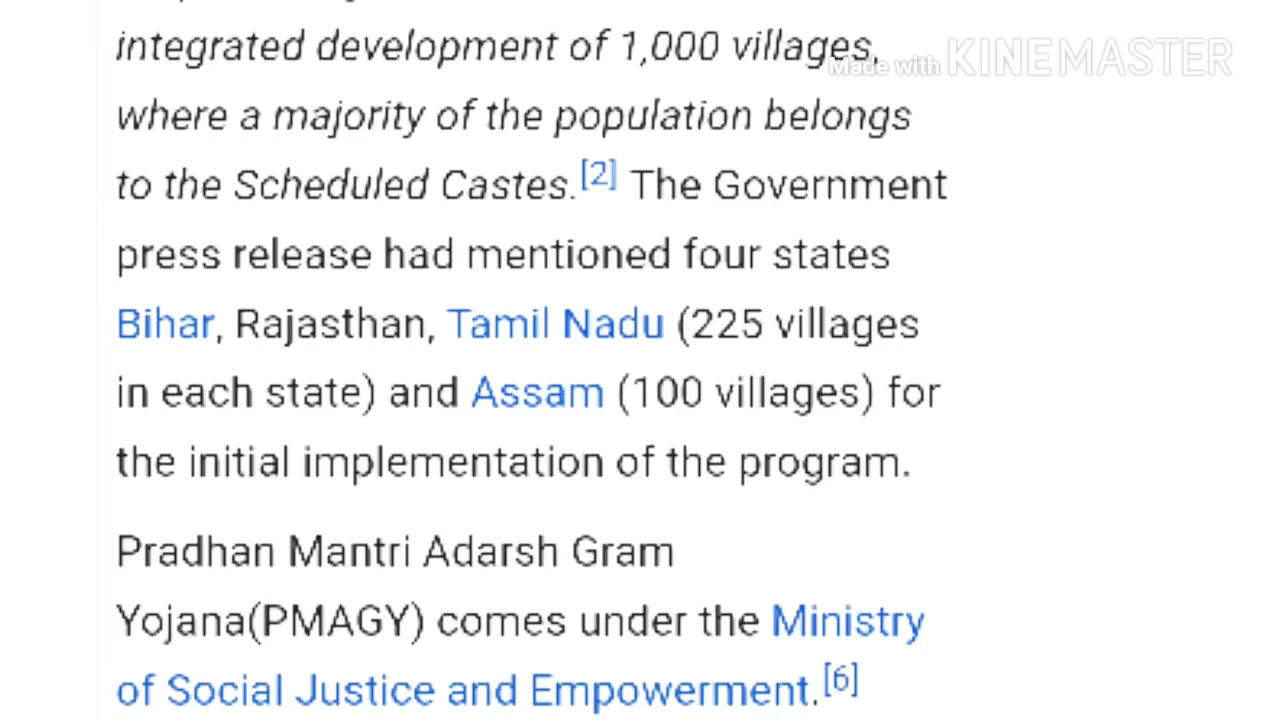 integrated development of 1,000 villages,
Made with KINEMASTER
where a majority of the population belongs
to the Scheduled Castes.[2] The Government
press release had mentioned four states
Bihar, Rajasthan, Tamil Nadu (225 villages
in each state) and Assam (100 villages) for
the initial implementation of the program.
Pradhan Mantri Adarsh Gram
Yojana(PMAGY) comes under the Ministry
of Social Justice and Empowerment.[6]